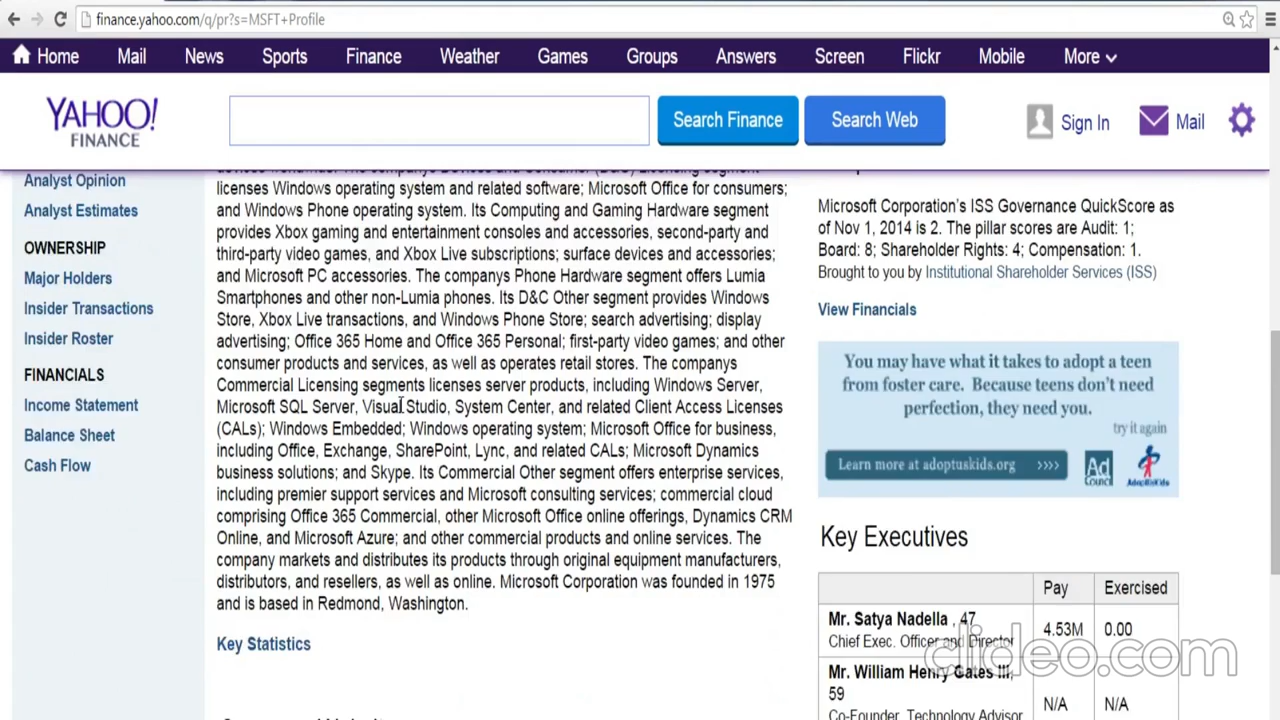 finance.yahoo.com/q/pr?s=MSFT+Profile
Home Mail News Sports Finance Weather Games Groups Answers Screen Flickr Mobile More
YAHOO!
FINANCE
Search Finance
Search Web
Sign In
Mail
Analyst Opinion
Analyst Estimates
OWNERSHIP
Major Holders
Insider Transactions
Insider Roster
FINANCIALS
Income Statement
Balance Sheet
Cash Flow
devices worldwide. The companys Devices and Consumer (D&C) Licensing segment
licenses Windows operating system and related software; Microsoft Office for consumers;
and Windows Phone operating system. Its Computing and Gaming Hardware segment
provides Xbox gaming and entertainment consoles and accessories, second-party and
third-party video games, and Xbox Live subscriptions; surface devices and accessories;
and Microsoft PC accessories. The companys Phone Hardware segment offers Lumia
Smartphones and other non-Lumia phones. Its D&C Other segment provides Windows
Store, Xbox Live transactions, and Windows Phone Store; search advertising; display
advertising; Office 365 Home and Office 365 Personal; first-party video games; and other
consumer products and services, as well as operates retail stores. The companys
Commercial Licensing segments licenses server products, including Windows Server,
Microsoft SQL Server, Visual Studio, System Center, and related Client Access Licenses
(CALs); Windows Embedded; Windows operating system; Microsoft Office for business,
including Office, Exchange, SharePoint, Lync, and related CALs; Microsoft Dynamics
business solutions; and Skype. Its Commercial Other segment offers enterprise services,
including premier support services and Microsoft consulting services; commercial cloud
comprising Office 365 Commercial, other Microsoft Office online offerings, Dynamics CRM
Online, and Microsoft Azure; and other commercial products and online services. The
company markets and distributes its products through original equipment manufacturers,
distributors, and resellers, as well as online. Microsoft Corporation was founded in 1975
and is based in Redmond, Washington.
Key Statistics
Microsoft Corporation's ISS Governance QuickScore as
of Nov 1, 2014 is 2. The pillar scores are Audit: 1;
Board: 8; Shareholder Rights: 4; Compensation: 1.
Brought to you by Institutional Shareholder Services (ISS)
View Financials
You may have what it takes to adopt a teen
from foster care. Because teens don't need
perfection, they need you.
try it again
Learn more at adoptuskids.org >>>>
Ad
Council
AdoptUsKids
Key Executives
Pay Exercised
Mr. Satya Nadella , 47
Chief Exec. Officer and Director
4.53M 0.00
Mr. William Henry Gates III,
59
Co-Founder, Technology Advisor
N/A N/A
clideo.com